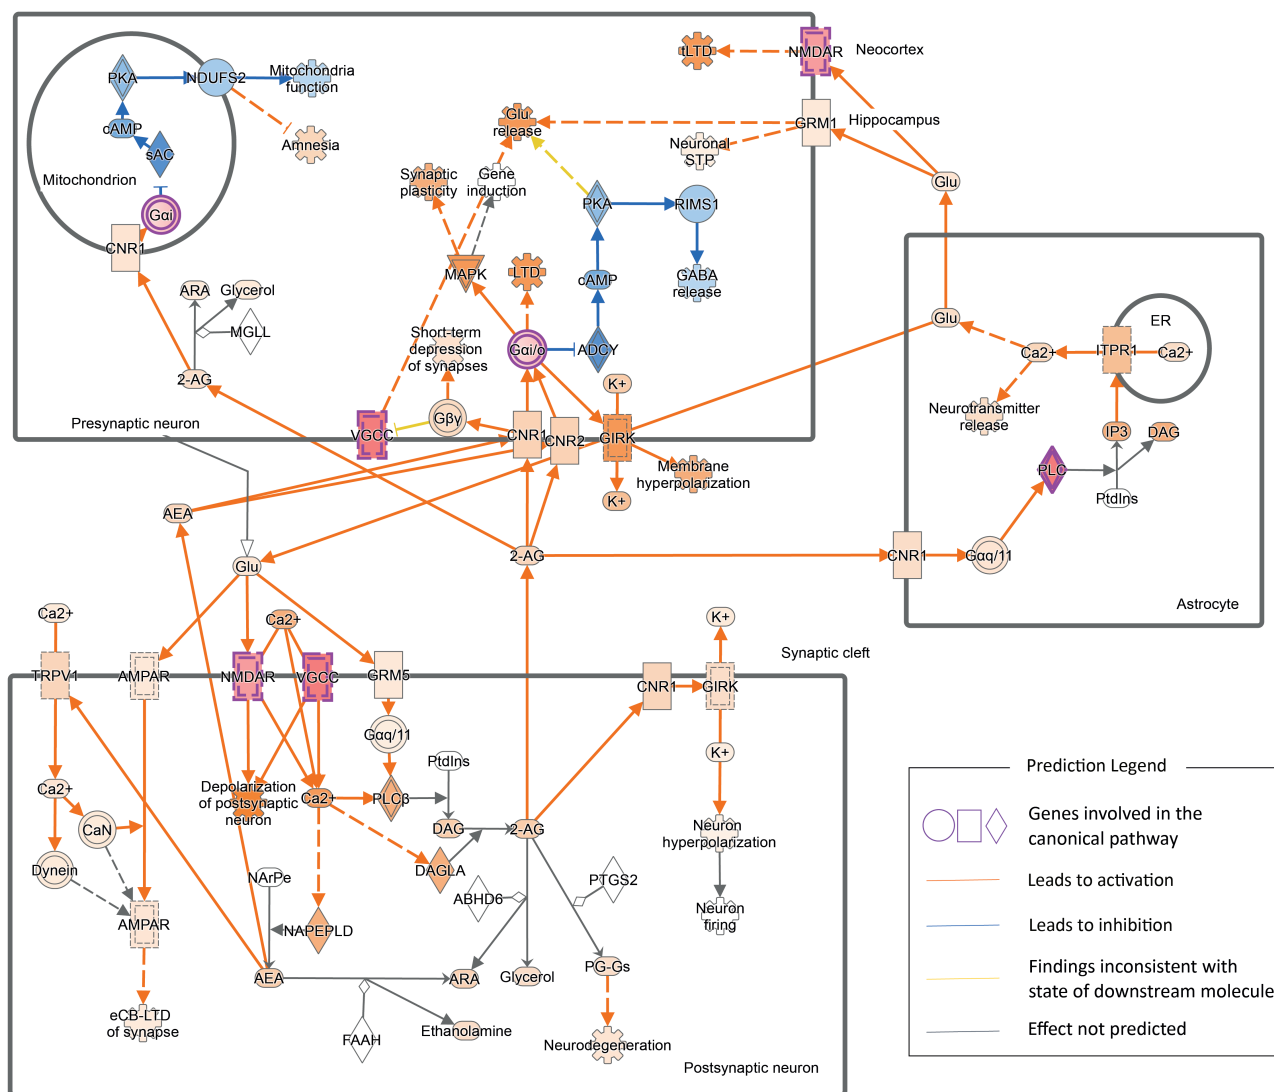 tLTD
NMDAR
Neocortex
PKA
NDUFS2
Mitochondria
function
Glu
release
GRM1
Hippocampus
cAMP
sAC
Amnesia
Neuronal
STP
Mitochondrion
Synaptic
plasticity
Gene
induction
Glu
Gαi
PKA
RIMS1
CNR1
MAPK
LTD
cAMP
GABA
release
ARA
Glycerol
MGLL
Glu
ER
Short-term
depression
of synapses
Gαi/o
ADCY
Ca2+
ITPR1
Ca2+
2-AG
K+
Neurotransmitter
release
Presynaptic neuron
VGCC
Gβγ
CNR1
CNR2
GIRK
IP3
DAG
Membrane
hyperpolarization
PLC
PtdIns
K+
AEA
2-AG
CNR1
Gαq/11
Glu
Astrocyte
Ca2+
Ca2+
K+
Synaptic cleft
TRPV1
AMPAR
NMDAR
VGCC
GRM5
CNR1
GIRK
Gαq/11
PtdIns
K+
Ca2+
Depolarization
of postsynaptic
neuron
Ca2+
PLCβ
Prediction Legend
CaN
DAG
2-AG
Neuron
hyperpolarization
Genes involved in the
canonical pathway
Dynein
NArPe
DAGLA
ABHD6
PTGS2
Leads to activation
AMPAR
NAPEPLD
Neuron
firing
Leads to inhibition
AEA
ARA
Glycerol
PG-Gs
Findings inconsistent with
state of downstream molecule
eCB-LTD
of synapse
FAAH
Ethanolamine
Neurodegeneration
Effect not predicted
Postsynaptic neuron